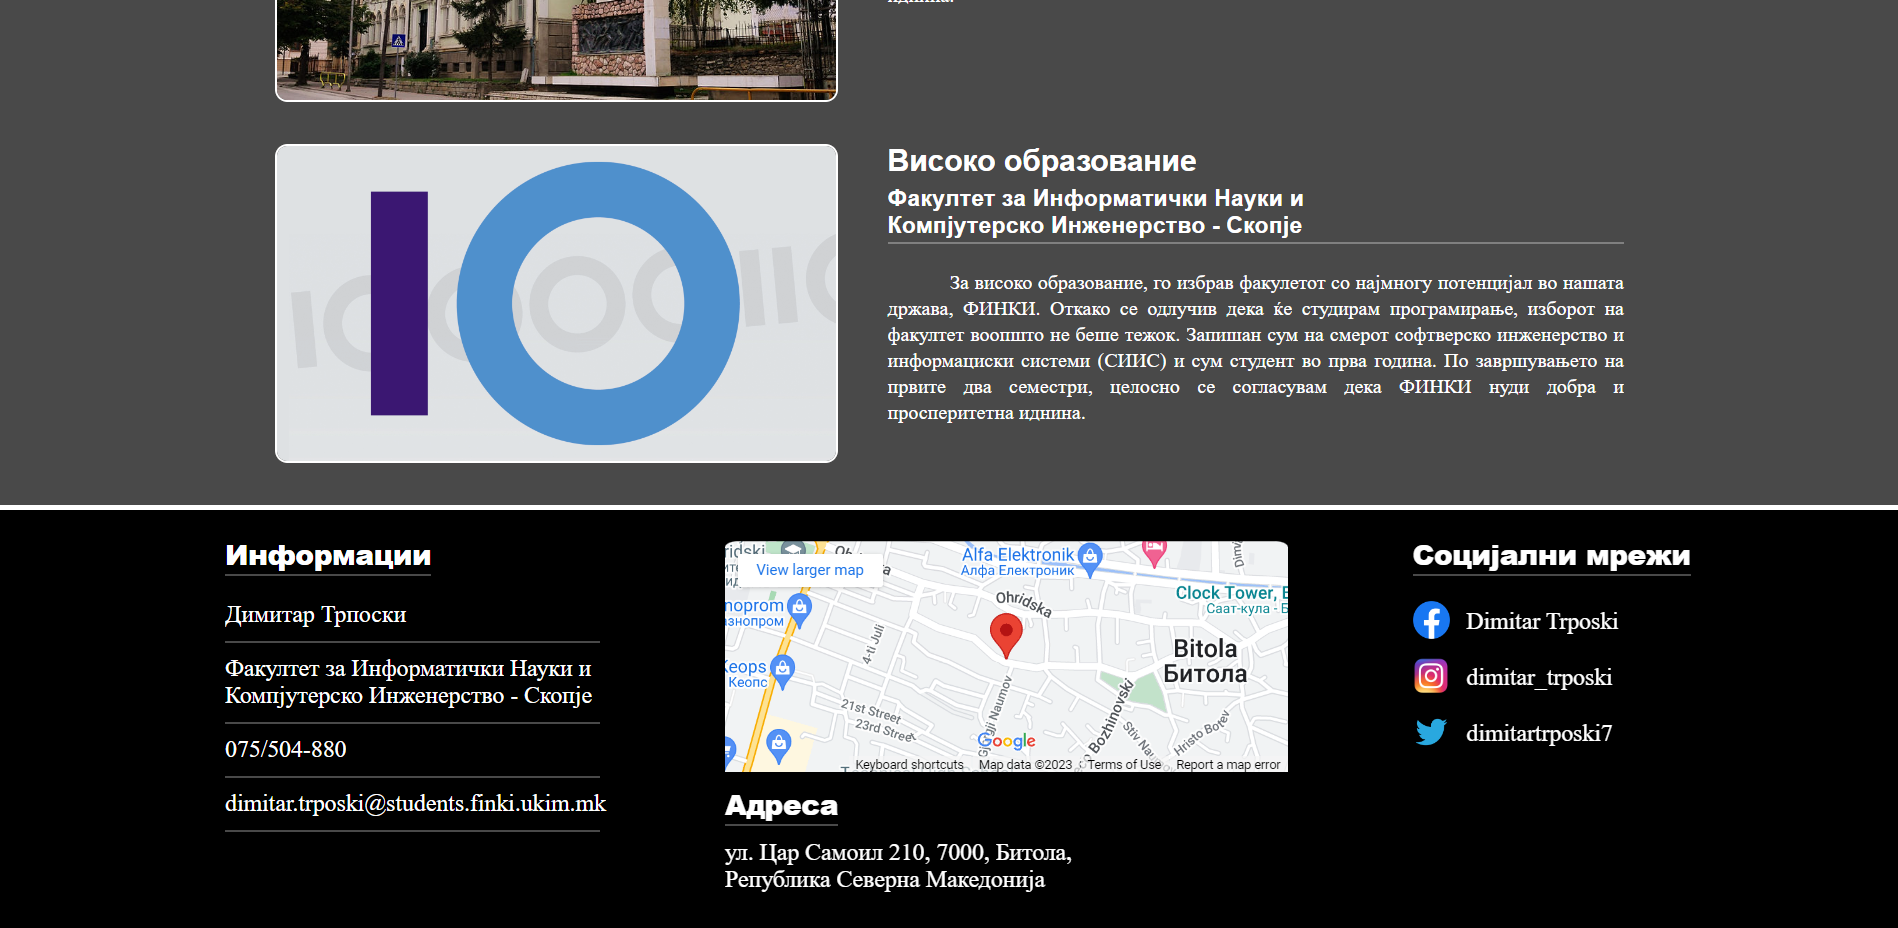 Високо образование
Факултет за Информатички Науки и
Компјутерско Инженерство - Скопје
За високо образование, го избрав факулетот со најмногу потенцијал во нашата
држава, ФИНКИ. Откако се одлучив дека ќе студирам програмирање, изборот на
факултет воопшто не беше тежок. Запишан сум на смерот софтверско инженерство и
информациски системи (СИИС) и сум студент во прва година. По завршувањето на
првите два семестри, целосно се согласувам дека ФИНКИ нуди добра и
просперитетна иднина.
Информации
Димитар Трпоски
Факултет за Информатички Науки и
Компјутерско Инженерство - Скопје
075/504-880
dimitar.trposki@students.finki.ukim.mk
View larger map
Alfa Elektronik
Алфа Електроник
Ohridska
Clock Tower,
Саат-кула -
4-ti Juli
Keops
Кеопс
Bitola
Битола
21st Street
23rd Street
Gjorgji Naumov
Bozhinovski
Hristo Botev
Google
Keyboard shortcuts
Map data ©2023
Terms of Use
Report a map error
Адреса
ул. Цар Самоил 210, 7000, Битола,
Република Северна Македонија
Социјални мрежи
Dimitar Trposki
dimitar_trposki
dimitartrposki7